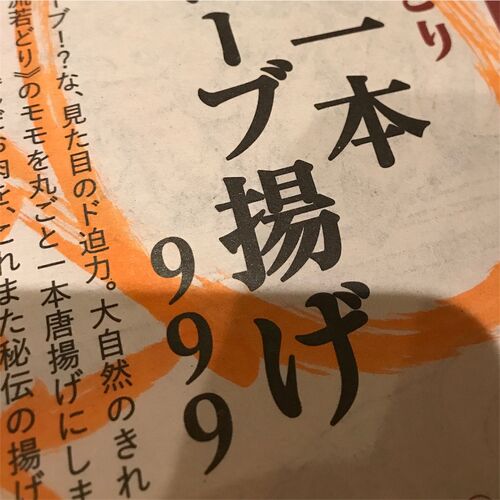 どり
一本
ーブ揚げ
999
ーブ!?な、見た目のド迫力。大自然のきれ
流若どり》のモモを丸ごと一本唐揚げにしま
お肉を、これまた秘伝の揚げ